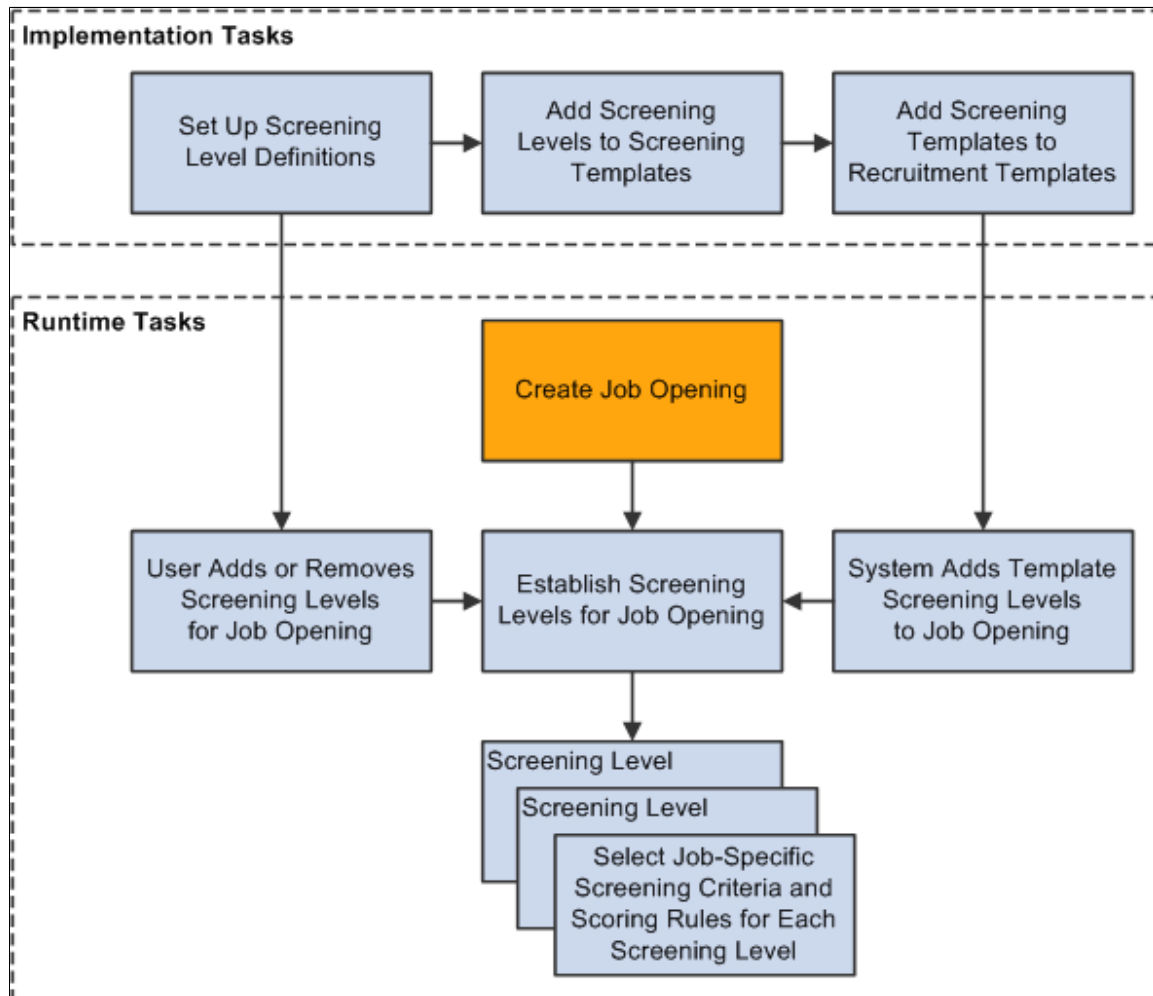 Implementation Tasks
Set Up Screening
Level Definitions
Add Screening
Levels to Screening
Templates
Add Screening
Templates to
Recruitment Templates
Runtime Tasks
Create Job Opening
User Adds or Removes
Screening Levels
for Job Opening
Establish Screening
Levels for Job Opening
System Adds Template
Screening Levels
to Job Opening
Screening Level
Screening Level
Select Job-Specific
Screening Criteria and
Scoring Rules for Each
Screening Level